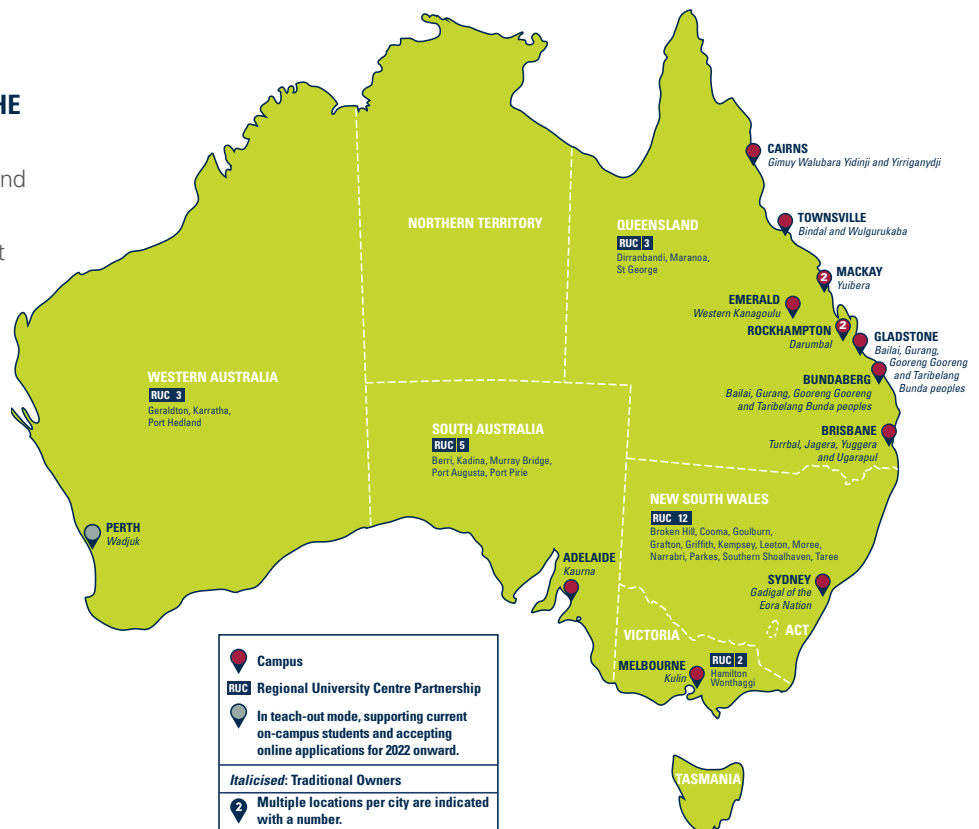 HE
nd
t
CAIRNS
Gimuy Walubara Yidinji and Yirriganydji
TOWNSVILLE
Bindal and Wulgurukaba
NORTHERN TERRITORY
QUEENSLAND
RUC 3
Dirranbandi, Maranoa,
St George
2
MACKAY
Yuibera
EMERALD
Western Kanagoulu
2
ROCKHAMPTON
Darumbal
GLADSTONE
Bailai, Gurang,
Gooreng Gooreng
and Taribelang
Bunda peoples
BUNDABERG
Bailai, Gurang, Gooreng Gooreng
and Taribelang Bunda peoples
WESTERN AUSTRALIA
RUC 3
Geraldton, Karratha,
Port Hedland
SOUTH AUSTRALIA
RUC 5
Berri, Kadina, Murray Bridge,
Port Augusta, Port Pirie
BRISBANE
Turrbal, Jagera, Yuggera
and Ugarapul
NEW SOUTH WALES
RUC 12
Broken Hill, Cooma, Goulburn,
Grafton, Griffith, Kempsey, Leeton, Moree,
Narrabri, Parkes, Southern Shoalhaven, Taree
PERTH
Wadjuk
ADELAIDE
Kaurna
SYDNEY
Gadigal of the
Eora Nation
VICTORIA
ACT
MELBOURNE
Kulin
RUC 2
Hamilton
Wonthaggi
Campus
RUC Regional University Centre Partnership
In teach-out mode, supporting current
on-campus students and accepting
online applications for 2022 onward.
Italicised: Traditional Owners
2 Multiple locations per city are indicated
with a number.
TASMANIA